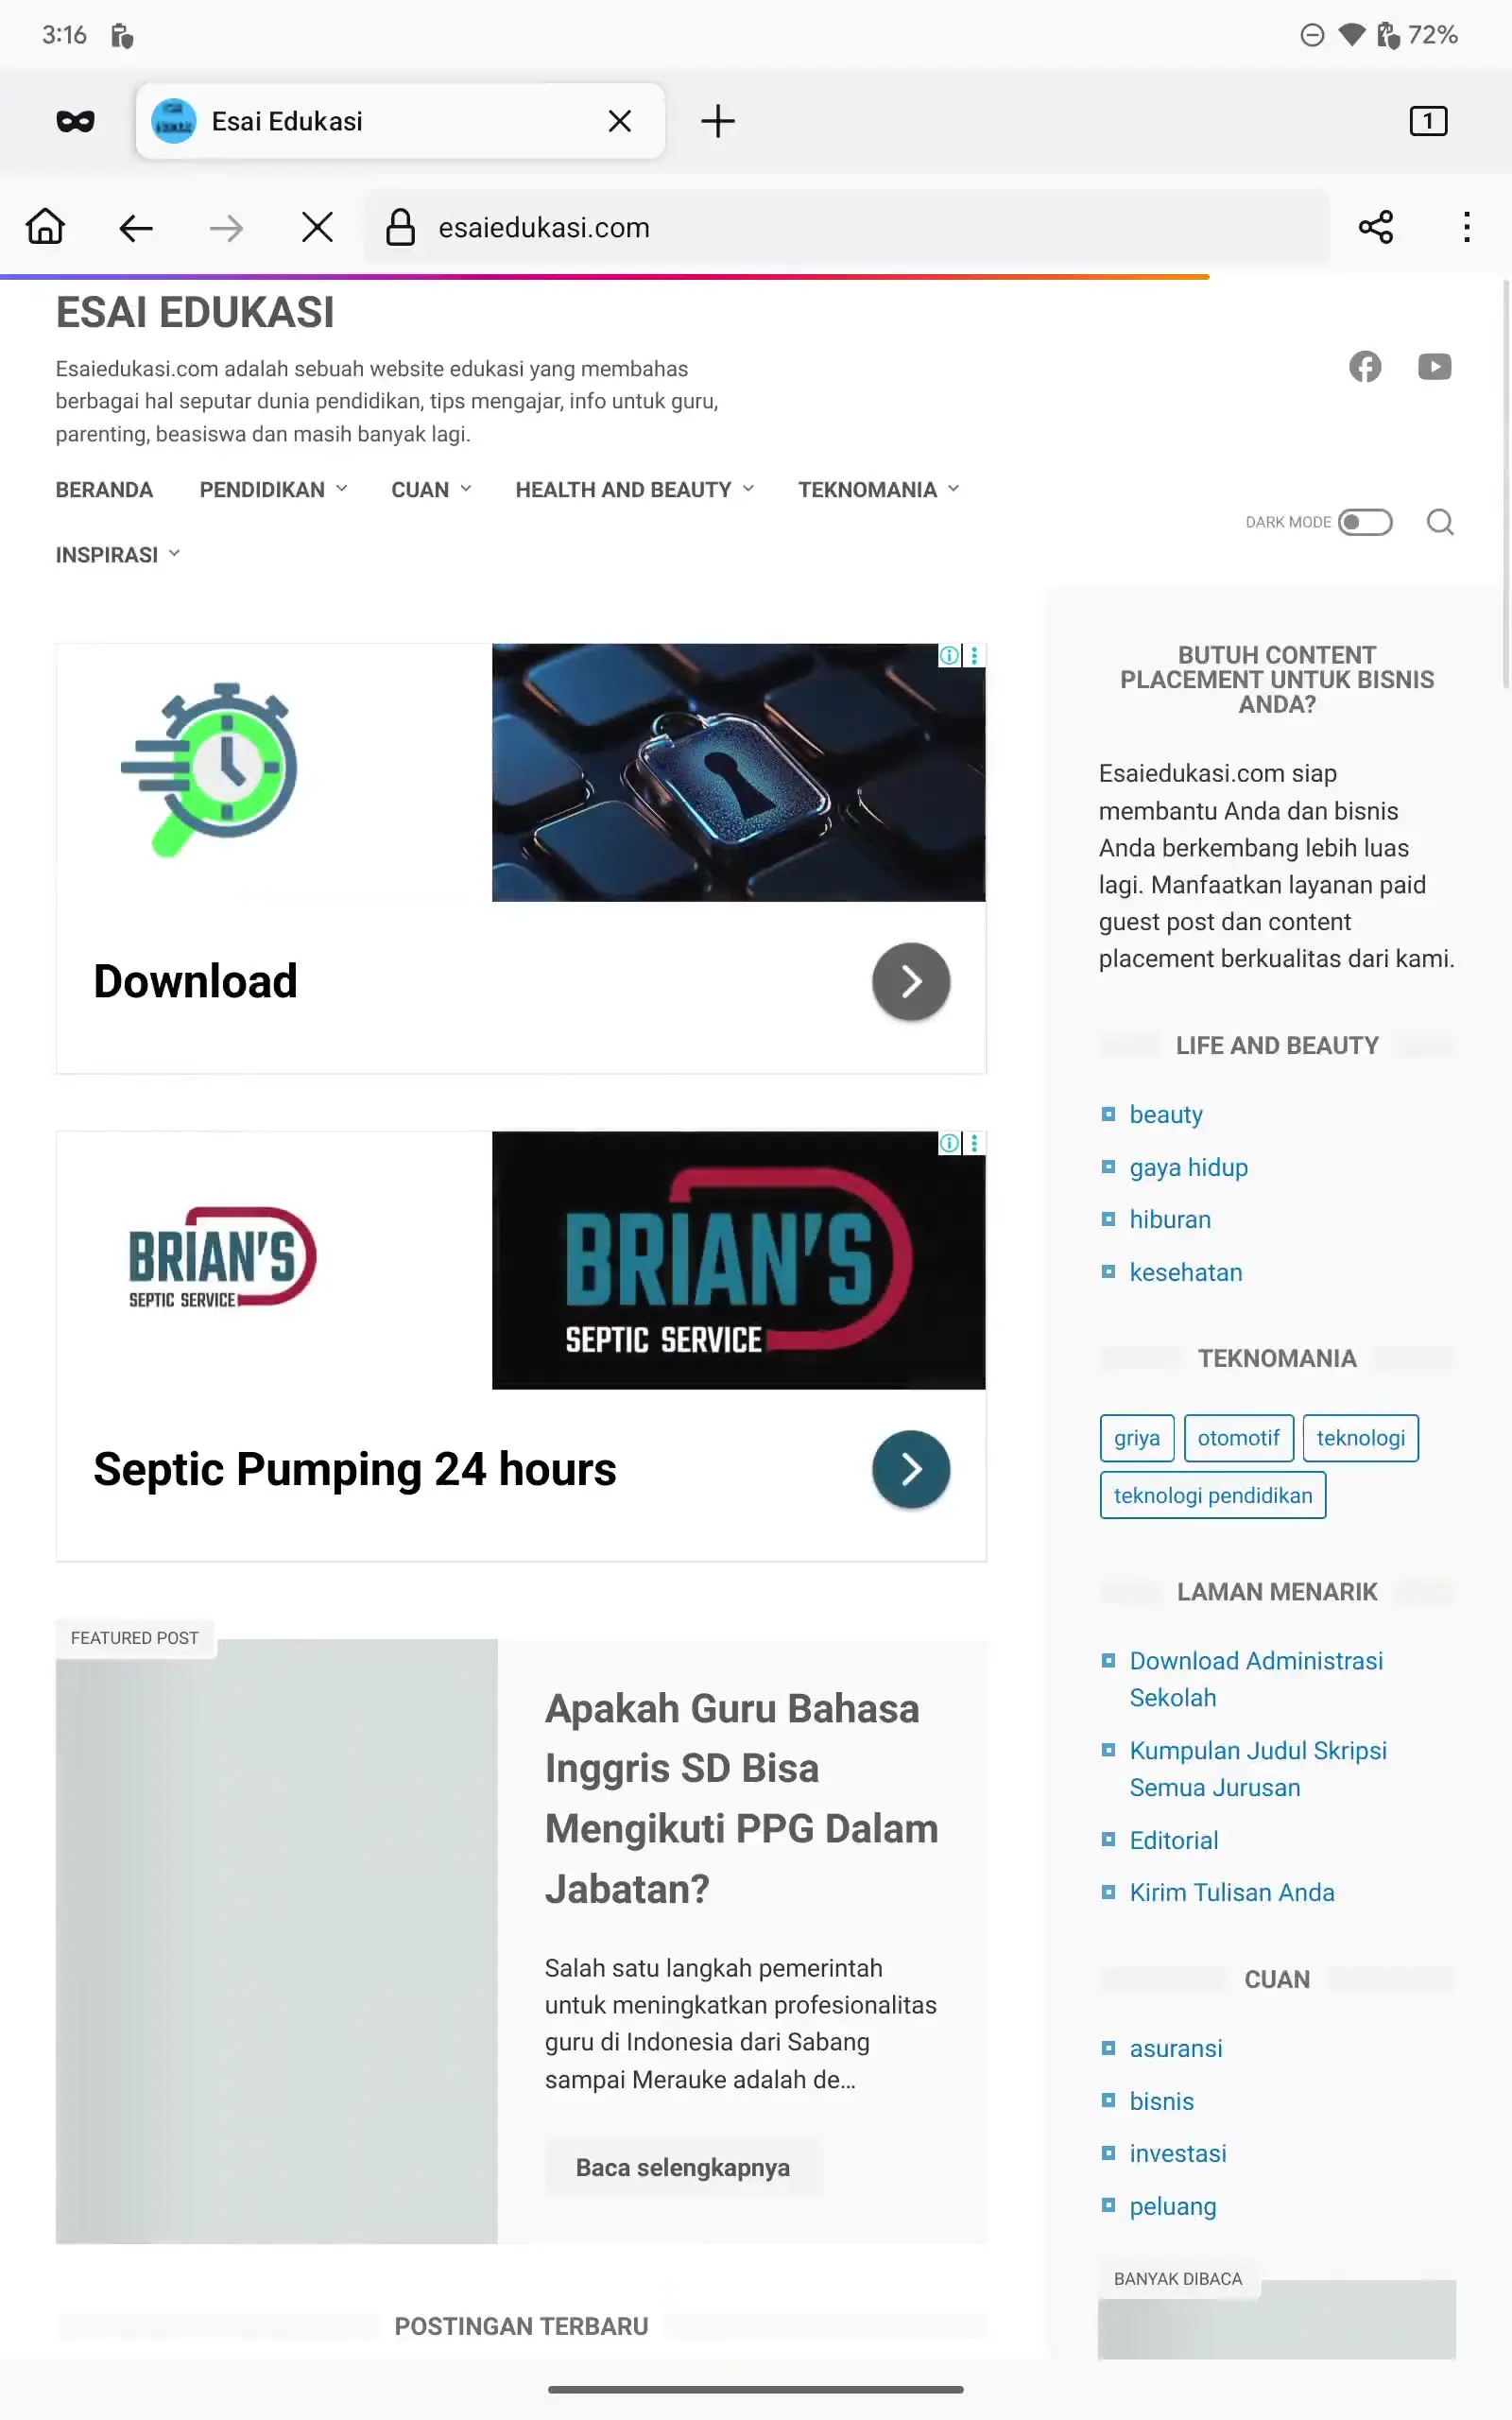 3:16
72%
Esai Edukasi
1
esaiedukasi.com
ESAI EDUKASI
Esaiedukasi.com adalah sebuah website edukasi yang membahas
berbagai hal seputar dunia pendidikan, tips mengajar, info untuk guru,
parenting, beasiswa dan masih banyak lagi.
BERANDA PENDIDIKAN CUAN HEALTH AND BEAUTY TEKNOMANIA
INSPIRASI
DARK MODE
Download
BRIAN'S
SEPTIC SERVICE
BRIAN'S
SEPTIC SERVICE
Septic Pumping 24 hours
FEATURED POST
Apakah Guru Bahasa
Inggris SD Bisa
Mengikuti PPG Dalam
Jabatan?
Salah satu langkah pemerintah
untuk meningkatkan profesionalitas
guru di Indonesia dari Sabang
sampai Merauke adalah de...
Baca selengkapnya
POSTINGAN TERBARU
BUTUH CONTENT
PLACEMENT UNTUK BISNIS
ANDA?
Esaiedukasi.com siap
membantu Anda dan bisnis
Anda berkembang lebih luas
lagi. Manfaatkan layanan paid
guest post dan content
placement berkualitas dari kami.
LIFE AND BEAUTY
beauty
gaya hidup
hiburan
kesehatan
TEKNOMANIA
griya otomotif teknologi
teknologi pendidikan
LAMAN MENARIK
Download Administrasi
Sekolah
Kumpulan Judul Skripsi
Semua Jurusan
Editorial
Kirim Tulisan Anda
CUAN
asuransi
bisnis
investasi
peluang
BANYAK DIBACA